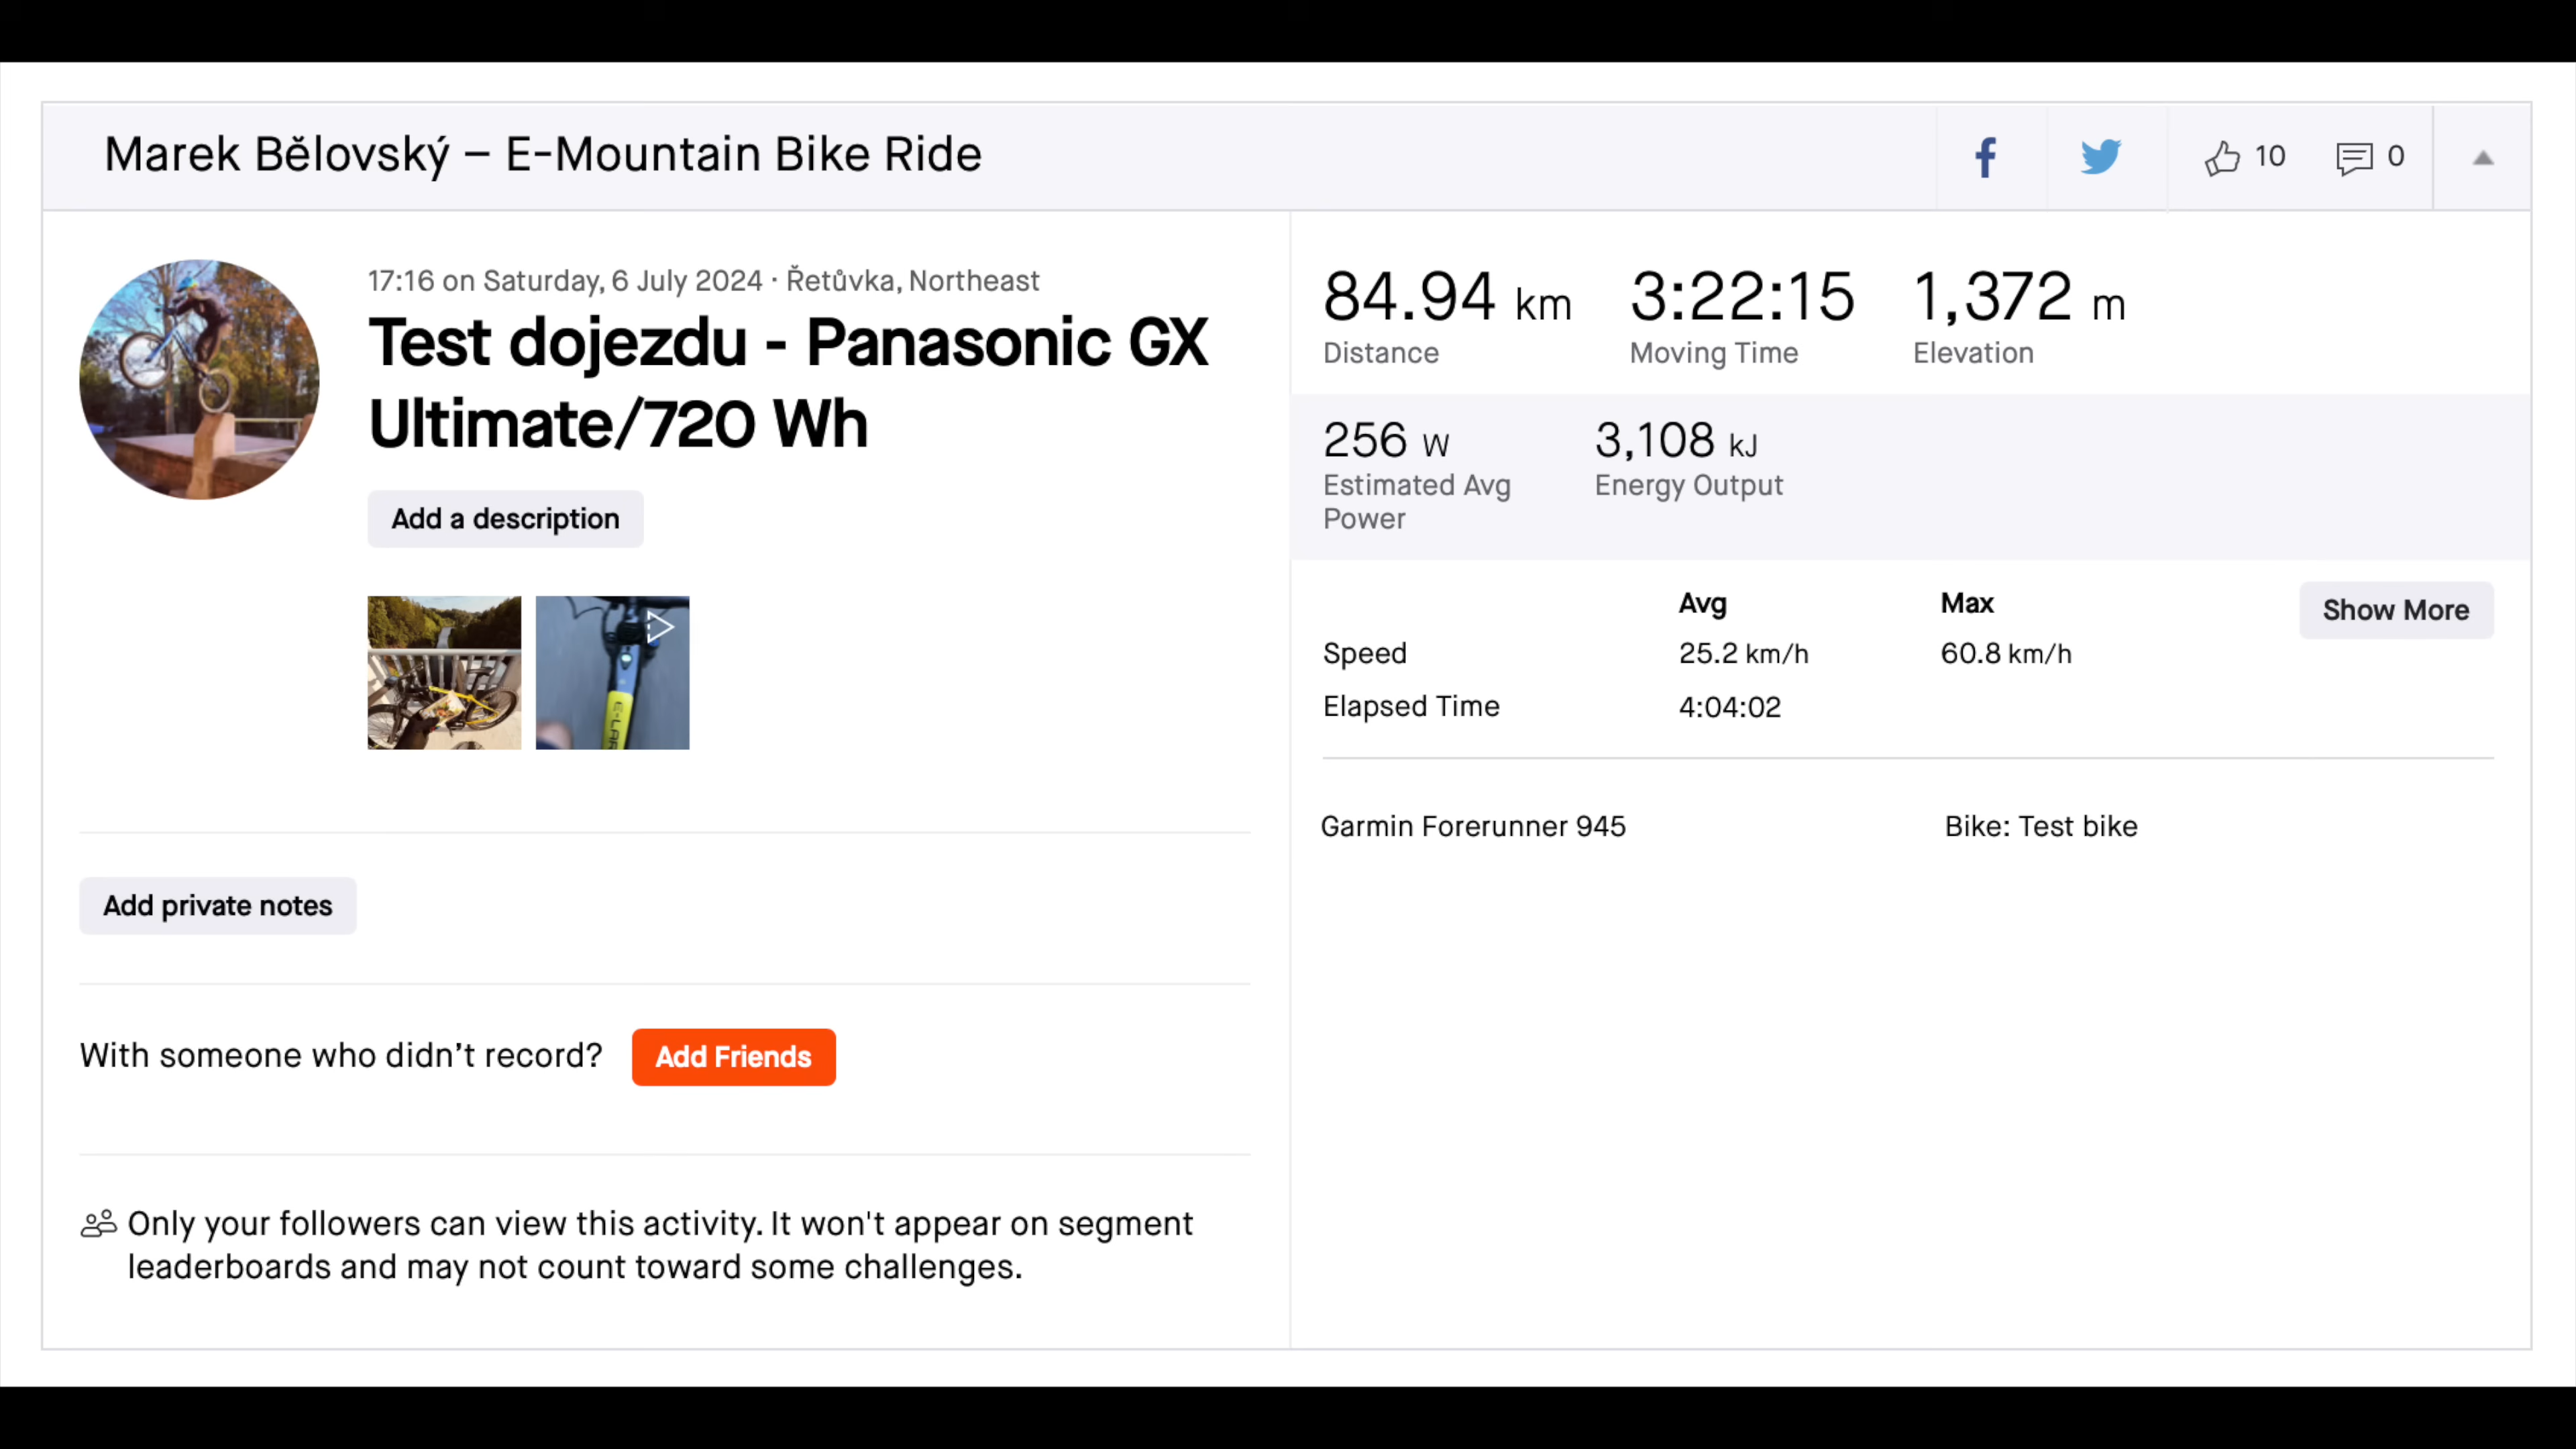 Marek Bělovský – E-Mountain Bike Ride
10
0
17:16 on Saturday, 6 July 2024 · Řetůvka, Northeast
Test dojezdu - Panasonic GX
Ultimate/720 Wh
Add a description
E-LAR
Add private notes
With someone who didn't record?
Add Friends
Only your followers can view this activity. It won't appear on segment
leaderboards and may not count toward some challenges.
84.94 km 3:22:15 1,372 m
Distance Moving Time Elevation
256 W 3,108 kJ
Estimated Avg Energy Output
Power
Avg Max
Show More
Speed 25.2 km/h 60.8 km/h
Elapsed Time 4:04:02
Garmin Forerunner 945 Bike: Test bike